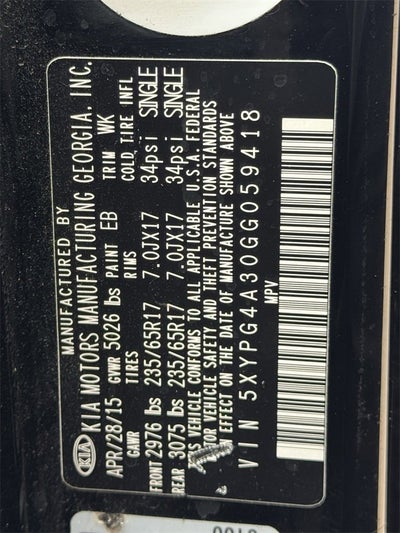 MANUFACTURED BY
KIA KIA MOTORS MANUFACTURING GEORGIA, INC.
APR/28/15 GVWR 5026 lbs PAINT EB TRIM WK
GAWR TIRES RIMS COLD TIRE INFL
FRONT 2976 lbs 235/65R17 7.0JX17 34psi SINGLE
REAR 3075 lbs 235/65R17 7.0JX17 34psi SINGLE
THIS VEHICLE CONFORMS TO ALL APPLICABLE U.S.A. FEDERAL
MOTOR VEHICLE SAFETY AND THEFT PREVENTION STANDARDS
IN EFFECT ON THE DATE OF MANUFACTURE SHOWN ABOVE
VIN 5XYPG4A30GG059418
MPV